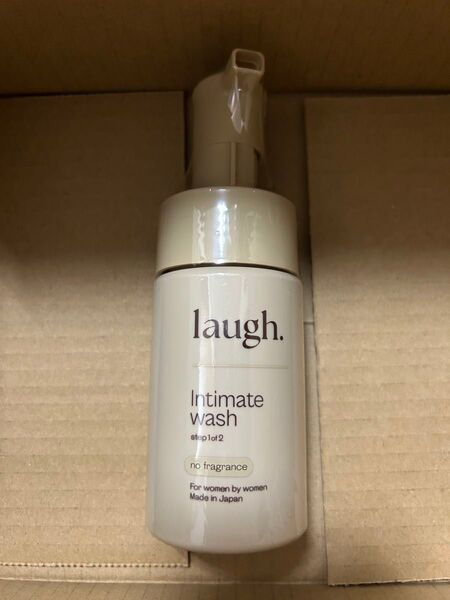 laugh.
Intimate
wash
step 1 of 2
no fragrance
For women by women
Made in Japan